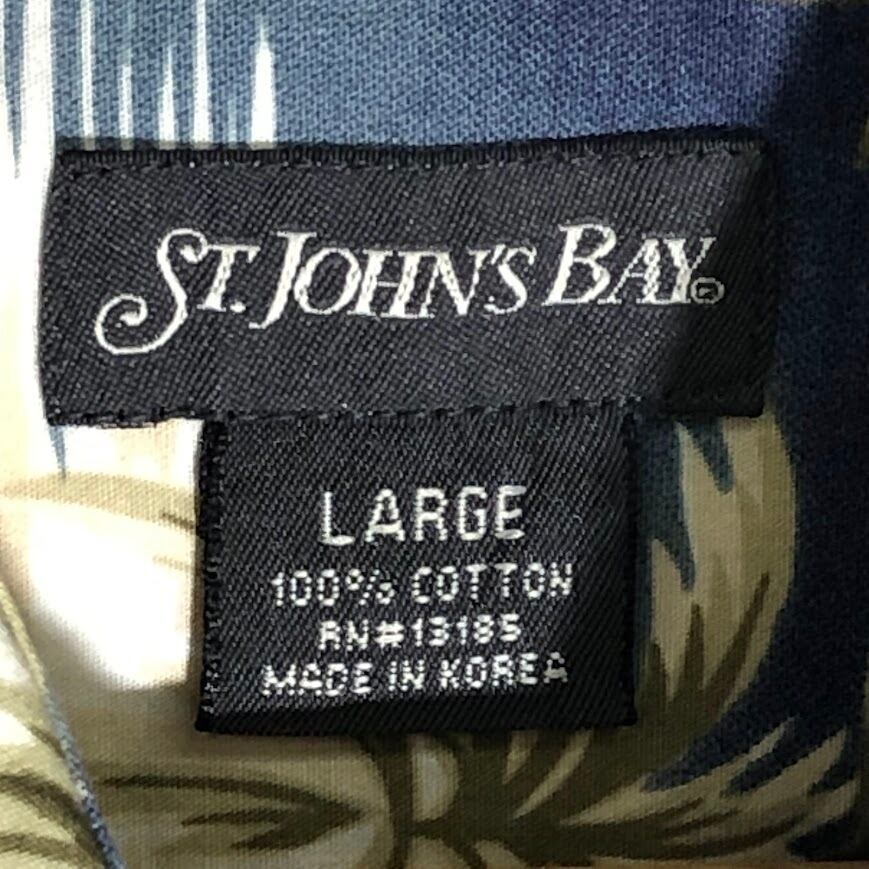 ST. JOHN'S BAY®
LARGE
100% COTTON
RN#13185
MADE IN KOREA